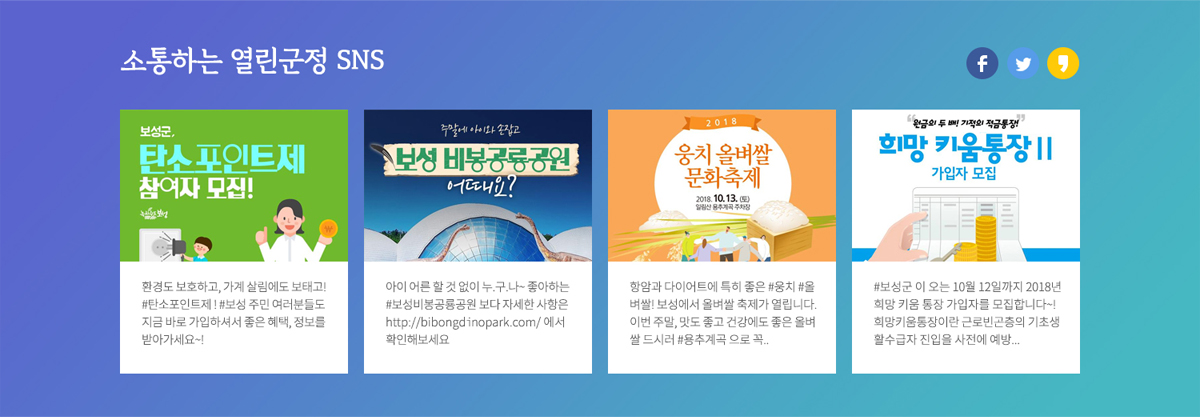 소통하는 열린군정 SNS
보성군,
탄소포인트제
참여자 모집!
환경도 보호하고, 가계 살림에도 보태고!
#탄소포인트제 ! #보성 주민 여러분들도
지금 바로 가입하셔서 좋은 혜택, 정보를
받아가세요~!
주말에 아이와 손잡고
보성 비봉공룡공원
어때요?
아이 어른 할 것 없이 누.구.나~ 좋아하는
#보성비봉공룡공원 보다 자세한 사항은
http://bibongdinopark.com/ 에서
확인해보세요
2018
웅치 올벼쌀
문화축제
2018. 10.13. (토)
일림산 용추계곡 주차장
항암과 다이어트에 특히 좋은 #웅치 #올
벼쌀! 보성에서 올벼쌀 축제가 열립니다.
이번 주말, 맛도 좋고 건강에도 좋은 올벼
쌀 드시러 #용추계곡 으로 꼭..
"원금의 두 배! 기적의 적금통장!"
희망 키움통장 II
가입자 모집
#보성군 이 오는 10월 12일까지 2018년
희망 키움 통장 가입자를 모집합니다~!
희망키움통장이란 근로빈곤층의 기초생
활수급자 진입을 사전에 예방...